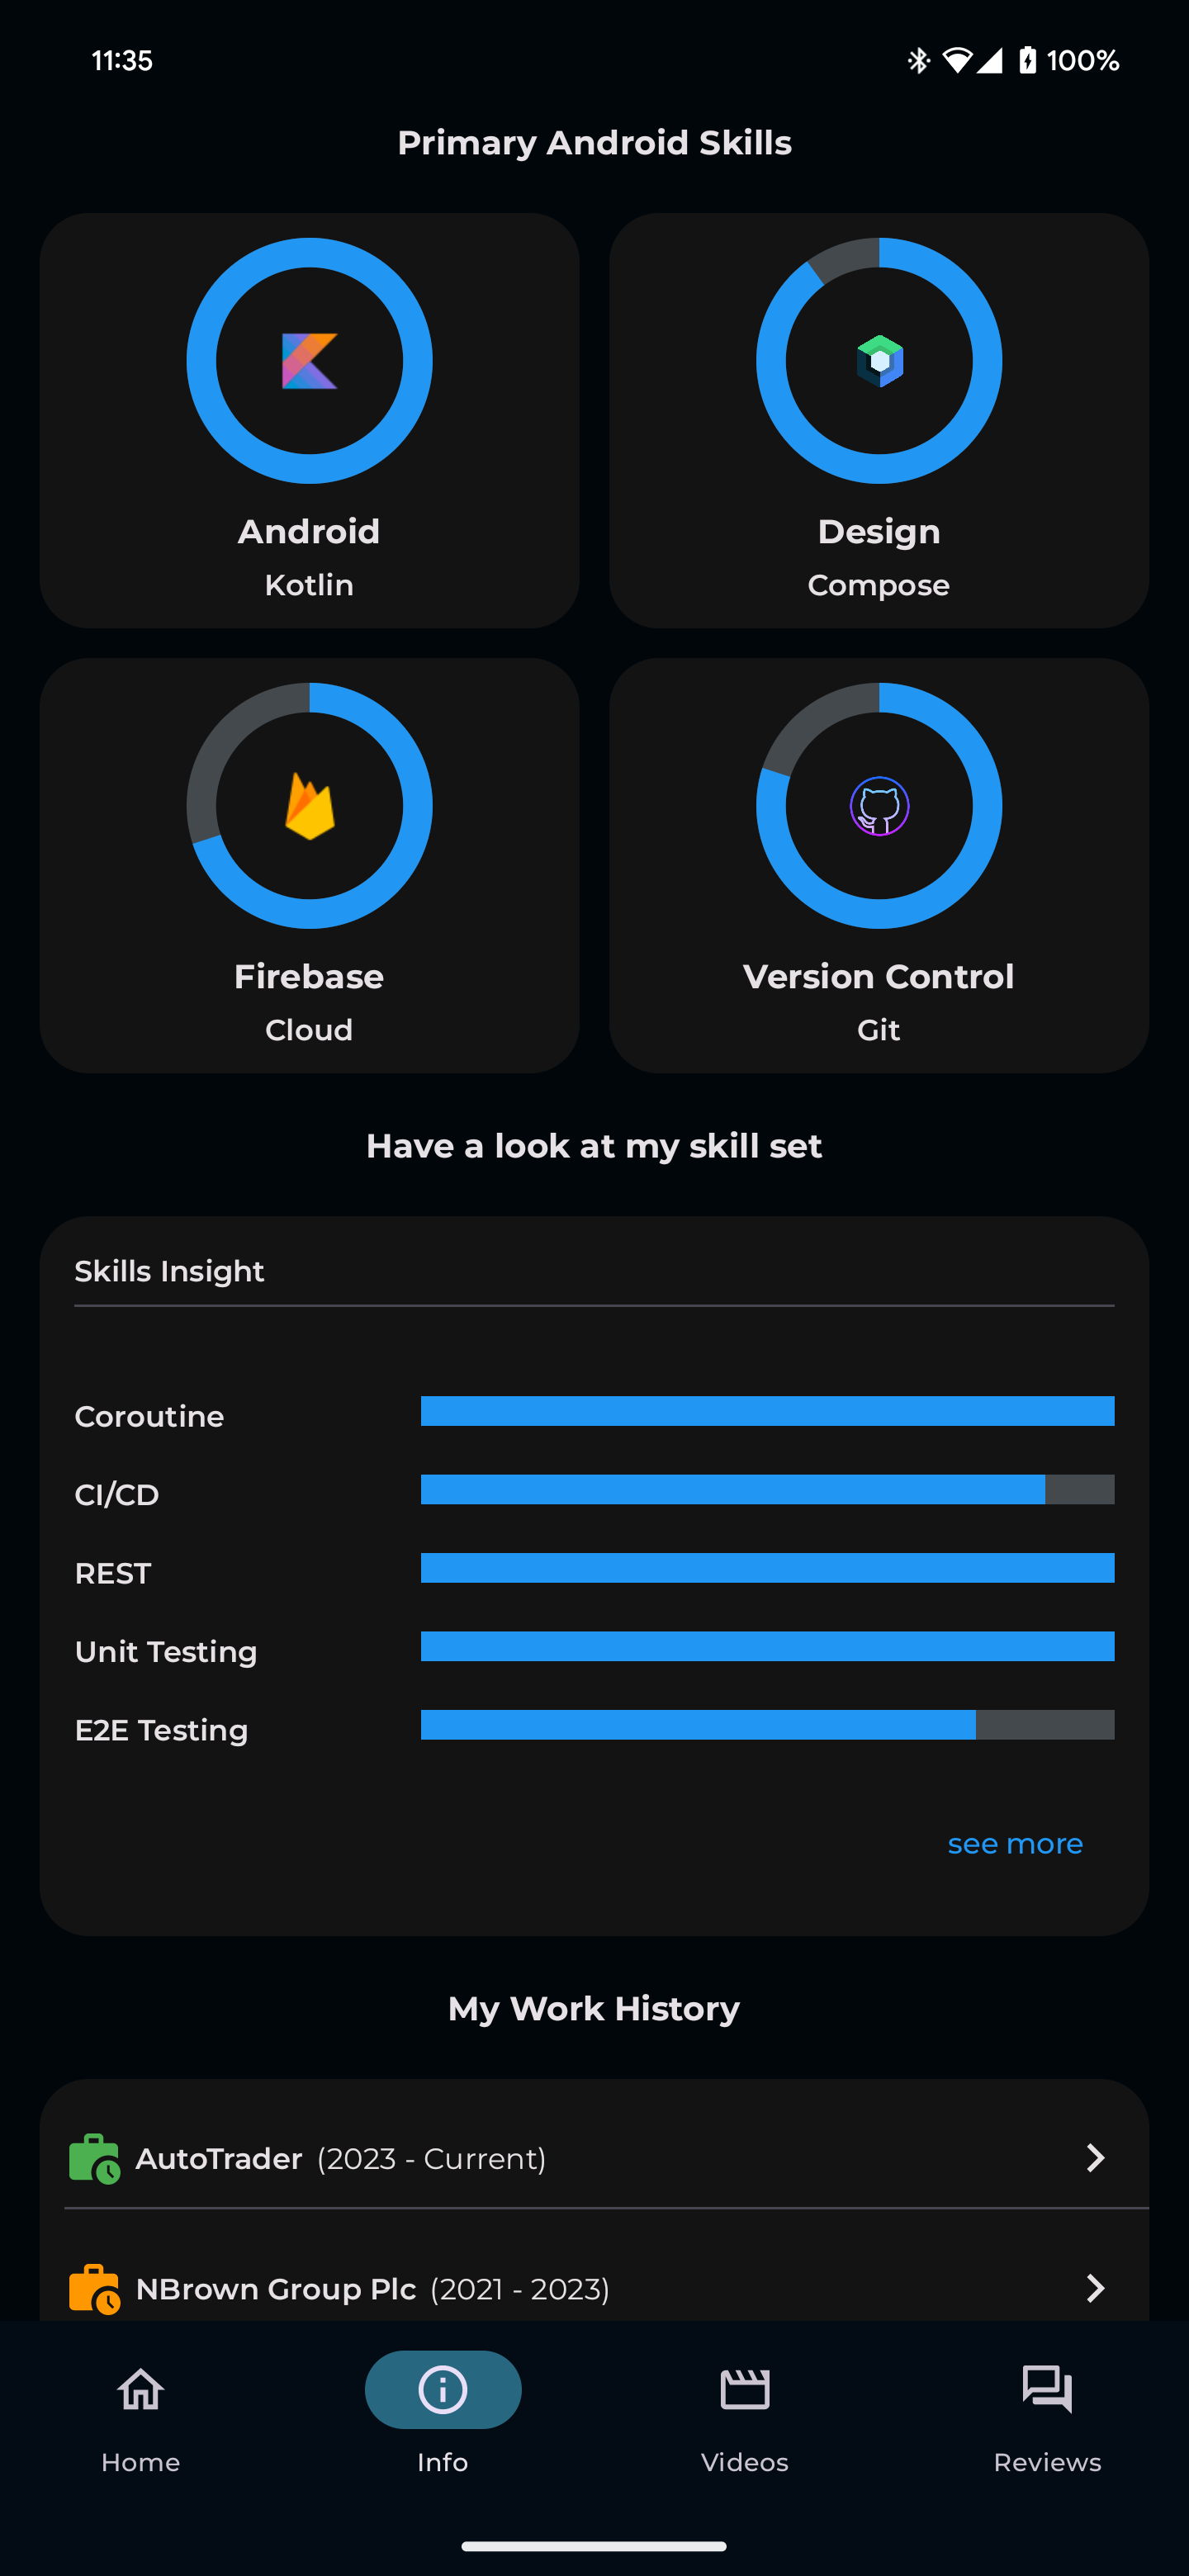 11:35
100%
Primary Android Skills
Android
Kotlin
Design
Compose
Firebase
Cloud
Version Control
Git
Have a look at my skill set
Skills Insight
Coroutine
CI/CD
REST
Unit Testing
E2E Testing
see more
My Work History
AutoTrader (2023 - Current)
NBrown Group Plc (2021 - 2023)
Home
Info
Videos
Reviews